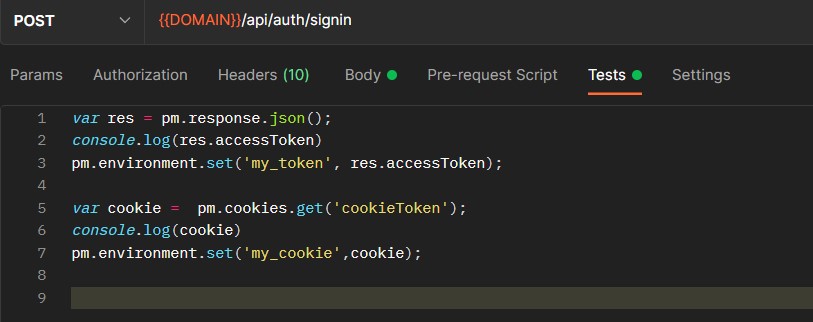 POST {{DOMAIN}}/api/auth/signin
Params Authorization Headers (10) Body Pre-request Script Tests Settings
1 var res = pm.response.json();
2 console.log(res.accessToken)
3 pm.environment.set('my_token', res.accessToken);
4
5 var cookie =  pm.cookies.get('cookieToken');
6 console.log(cookie)
7 pm.environment.set('my_cookie',cookie);
8
9